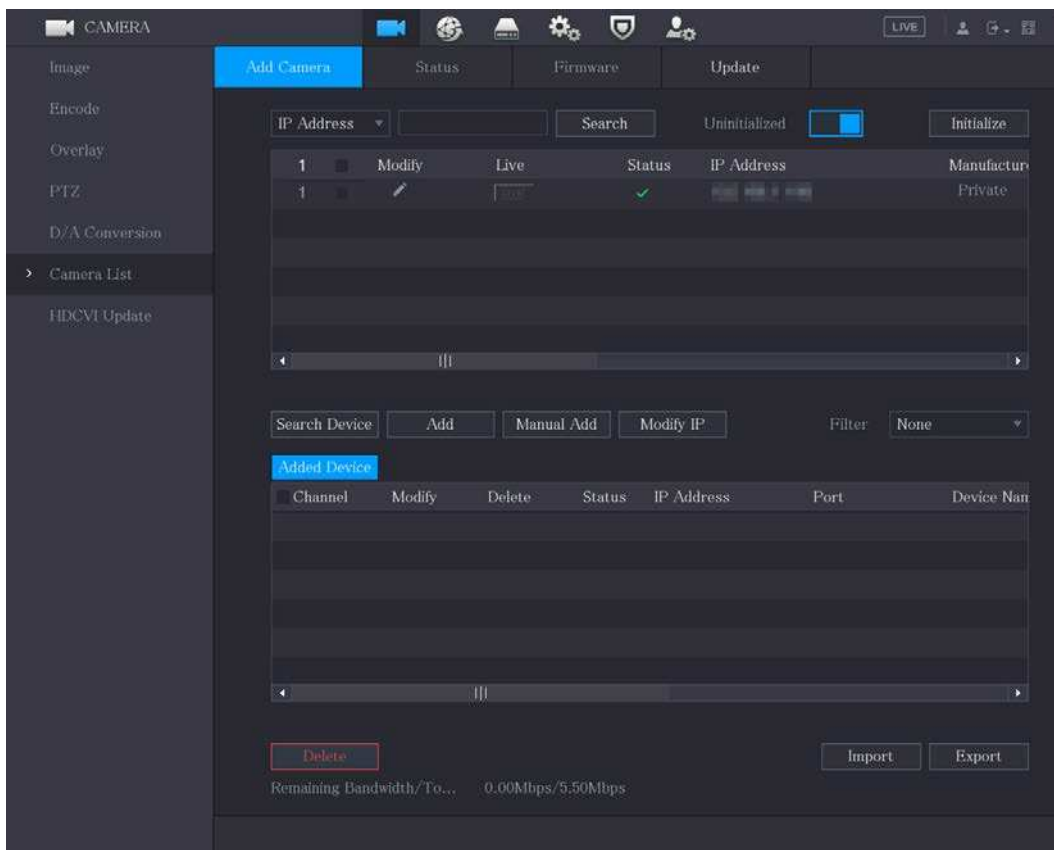 CAMERA
LIVE
Image
Encode
Overlay
PTZ
D/A Conversion
Camera List
HDCVI Update
Add Camera Status Firmware Update
IP Address Search Uninitialized Initialize
1 Modify Live Status IP Address Manufactur
1 Private
Search Device Add Manual Add Modify IP Filter None
Added Device
Channel Modify Delete Status IP Address Port Device Nam
Delete Import Export
Remaining Bandwidth/To... 0.00Mbps/5.50Mbps